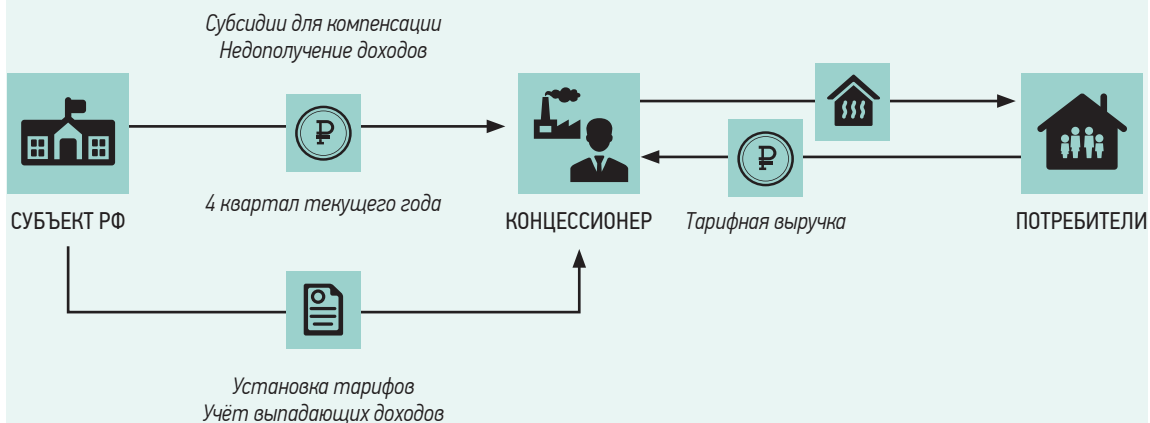 Субсидии для компенсации
Недополучение доходов
4 квартал текущего года
СУБЪЕКТ РФ
КОНЦЕССИОНЕР
Тарифная выручка
ПОТРЕБИТЕЛИ
Установка тарифов
Учёт выпадающих доходов